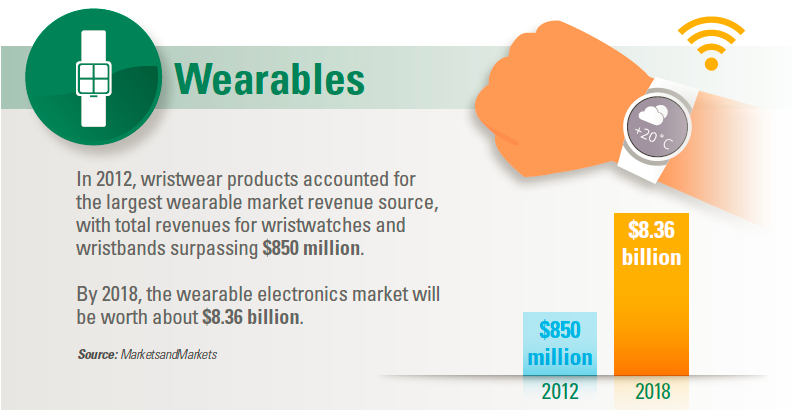 Wearables
+20°C
In 2012, wristwear products accounted for
the largest wearable market revenue source,
with total revenues for wristwatches and
wristbands surpassing $850 million.
By 2018, the wearable electronics market will
be worth about $8.36 billion.
Source: MarketsandMarkets
$850
million
$8.36
billion
2012
2018